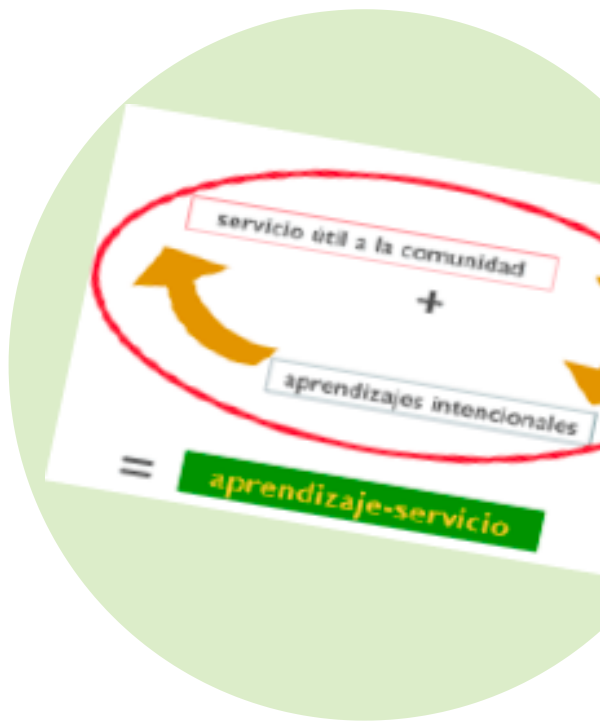 servicio útil a la comunidad
+
aprendizajes intencionales
= aprendizaje-servicio